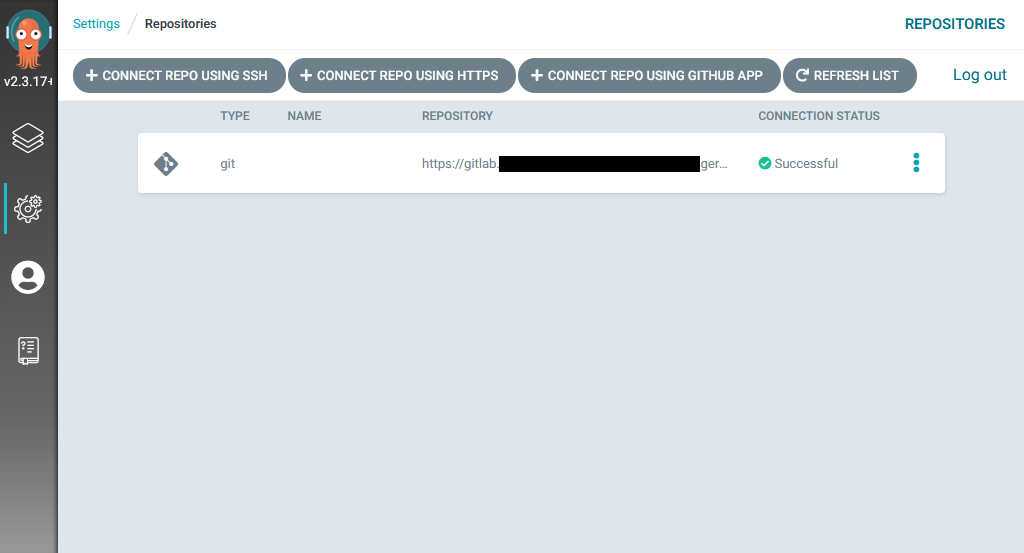 Settings / Repositories
REPOSITORIES
v2.3.17+
CONNECT REPO USING SSH
CONNECT REPO USING HTTPS
CONNECT REPO USING GITHUB APP
REFRESH LIST
Log out
TYPE NAME REPOSITORY CONNECTION STATUS
git https://gitlab. ger... Successful